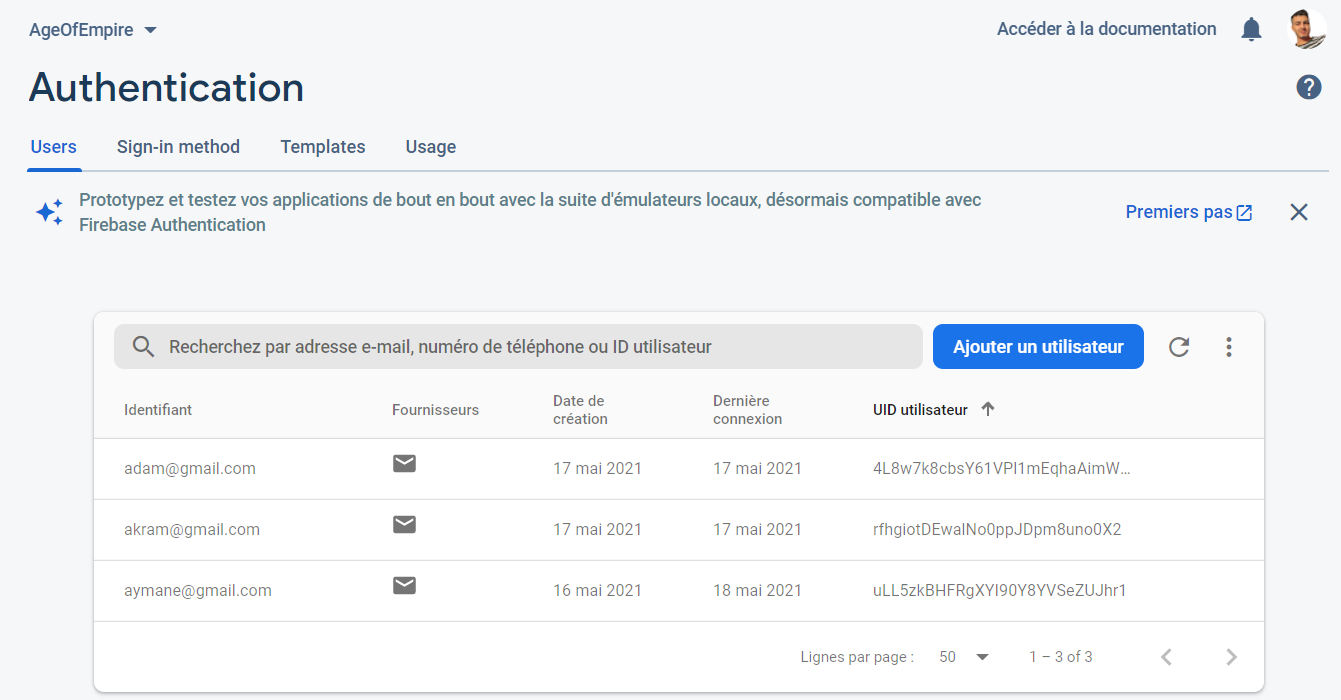 AgeOfEmpire
Accéder à la documentation
Authentication
?
Users Sign-in method Templates Usage
Prototypez et testez vos applications de bout en bout avec la suite d'émulateurs locaux, désormais compatible avec
Firebase Authentication
Premiers pas
Recherchez par adresse e-mail, numéro de téléphone ou ID utilisateur
Ajouter un utilisateur
Identifiant Fournisseurs Date de création Dernière connexion UID utilisateur
adam@gmail.com 17 mai 2021 17 mai 2021 4L8w7k8cbsY61VPl1mEqhaAimW...
akram@gmail.com 17 mai 2021 17 mai 2021 rfhgiotDEwalNo0ppJDpm8uno0X2
aymane@gmail.com 16 mai 2021 18 mai 2021 uLL5zkBHFRgXYl90Y8YVSeZUJhr1
Lignes par page : 50 1 – 3 of 3